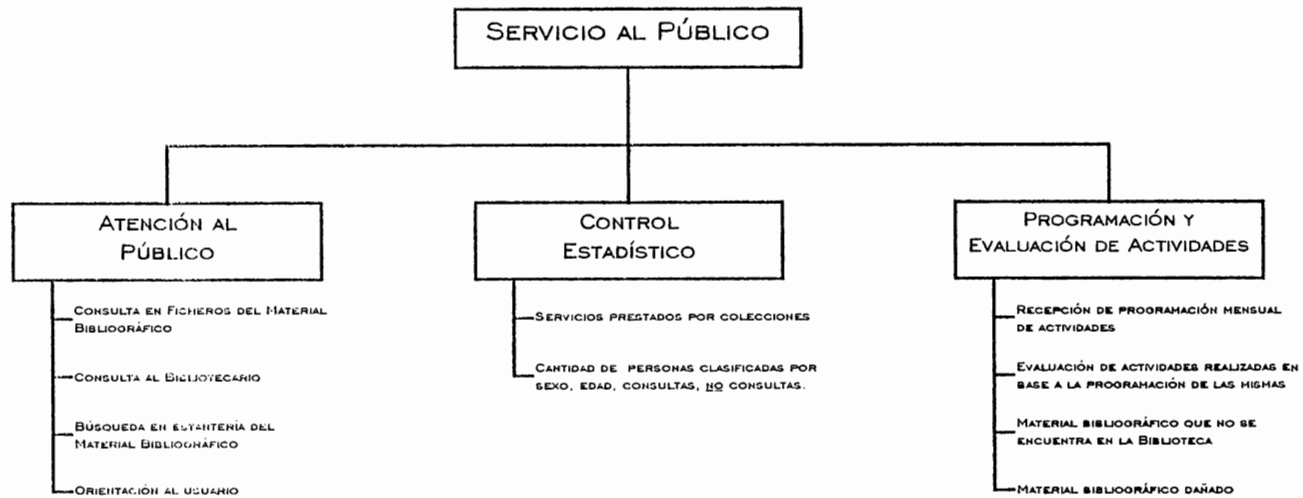 SERVICIO AL PÚBLICO
ATENCIÓN AL
PÚBLICO
CONSULTA EN FICHEROS DEL MATERIAL
BIBLIOGRÁFICO
CONSULTA AL BIBLIOTECARIO
BÚSQUEDA EN ESTANTERÍA DEL
MATERIAL BIBLIOGRÁFICO
ORIENTACIÓN AL USUARIO
CONTROL
ESTADÍSTICO
SERVICIOS PRESTADOS POR COLECCIONES
CANTIDAD DE PERSONAS CLASIFICADAS POR
SEXO, EDAD, CONSULTAS, NO CONSULTAS.
PROGRAMACIÓN Y
EVALUACIÓN DE ACTIVIDADES
RECEPCIÓN DE PROGRAMACIÓN MENSUAL
DE ACTIVIDADES
EVALUACIÓN DE ACTIVIDADES REALIZADAS EN
BASE A LA PROGRAMACIÓN DE LAS MISMAS
MATERIAL BIBLIOGRÁFICO QUE NO SE
ENCUENTRA EN LA BIBLIOTECA
MATERIAL BIBLIOGRÁFICO DAÑADO